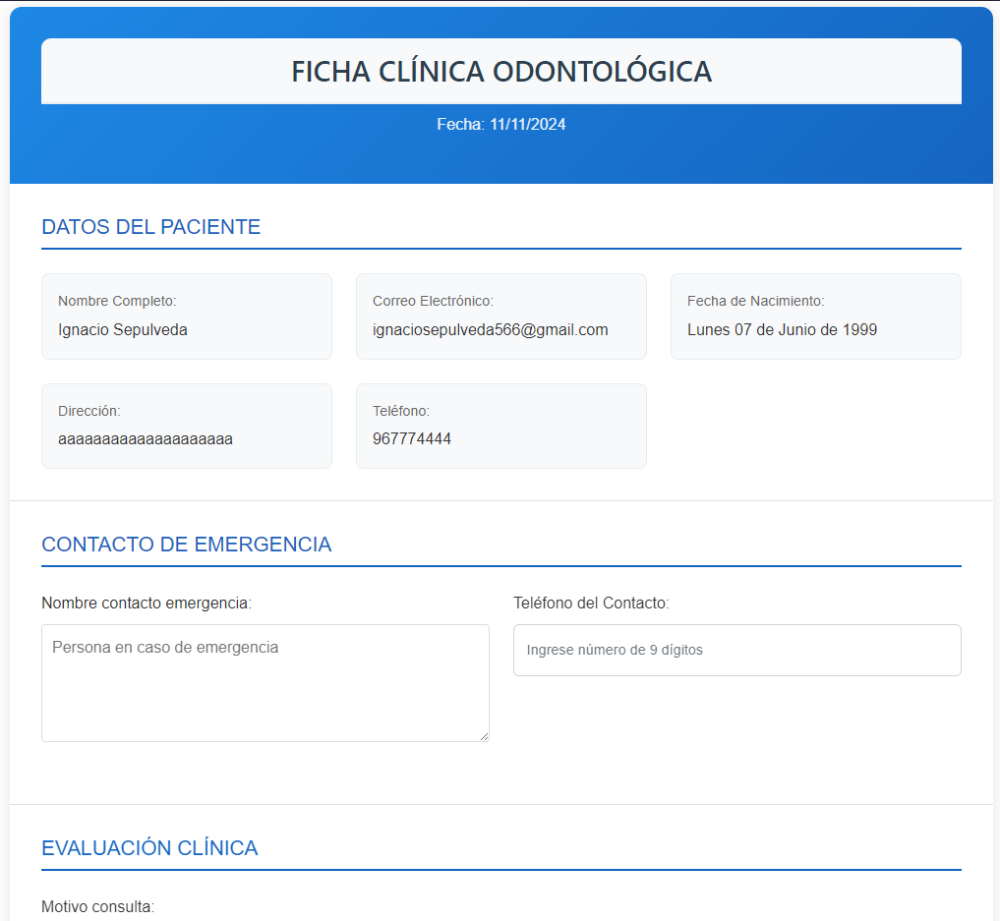 FICHA CLÍNICA ODONTOLÓGICA
Fecha: 11/11/2024
DATOS DEL PACIENTE
Nombre Completo:
Ignacio Sepulveda
Correo Electrónico:
ignaciosepulveda566@gmail.com
Fecha de Nacimiento:
Lunes 07 de Junio de 1999
Dirección:
aaaaaaaaaaaaaaaaaaaa
Teléfono:
967774444
CONTACTO DE EMERGENCIA
Nombre contacto emergencia:
Persona en caso de emergencia
Teléfono del Contacto:
Ingrese número de 9 dígitos
EVALUACIÓN CLÍNICA
Motivo consulta: